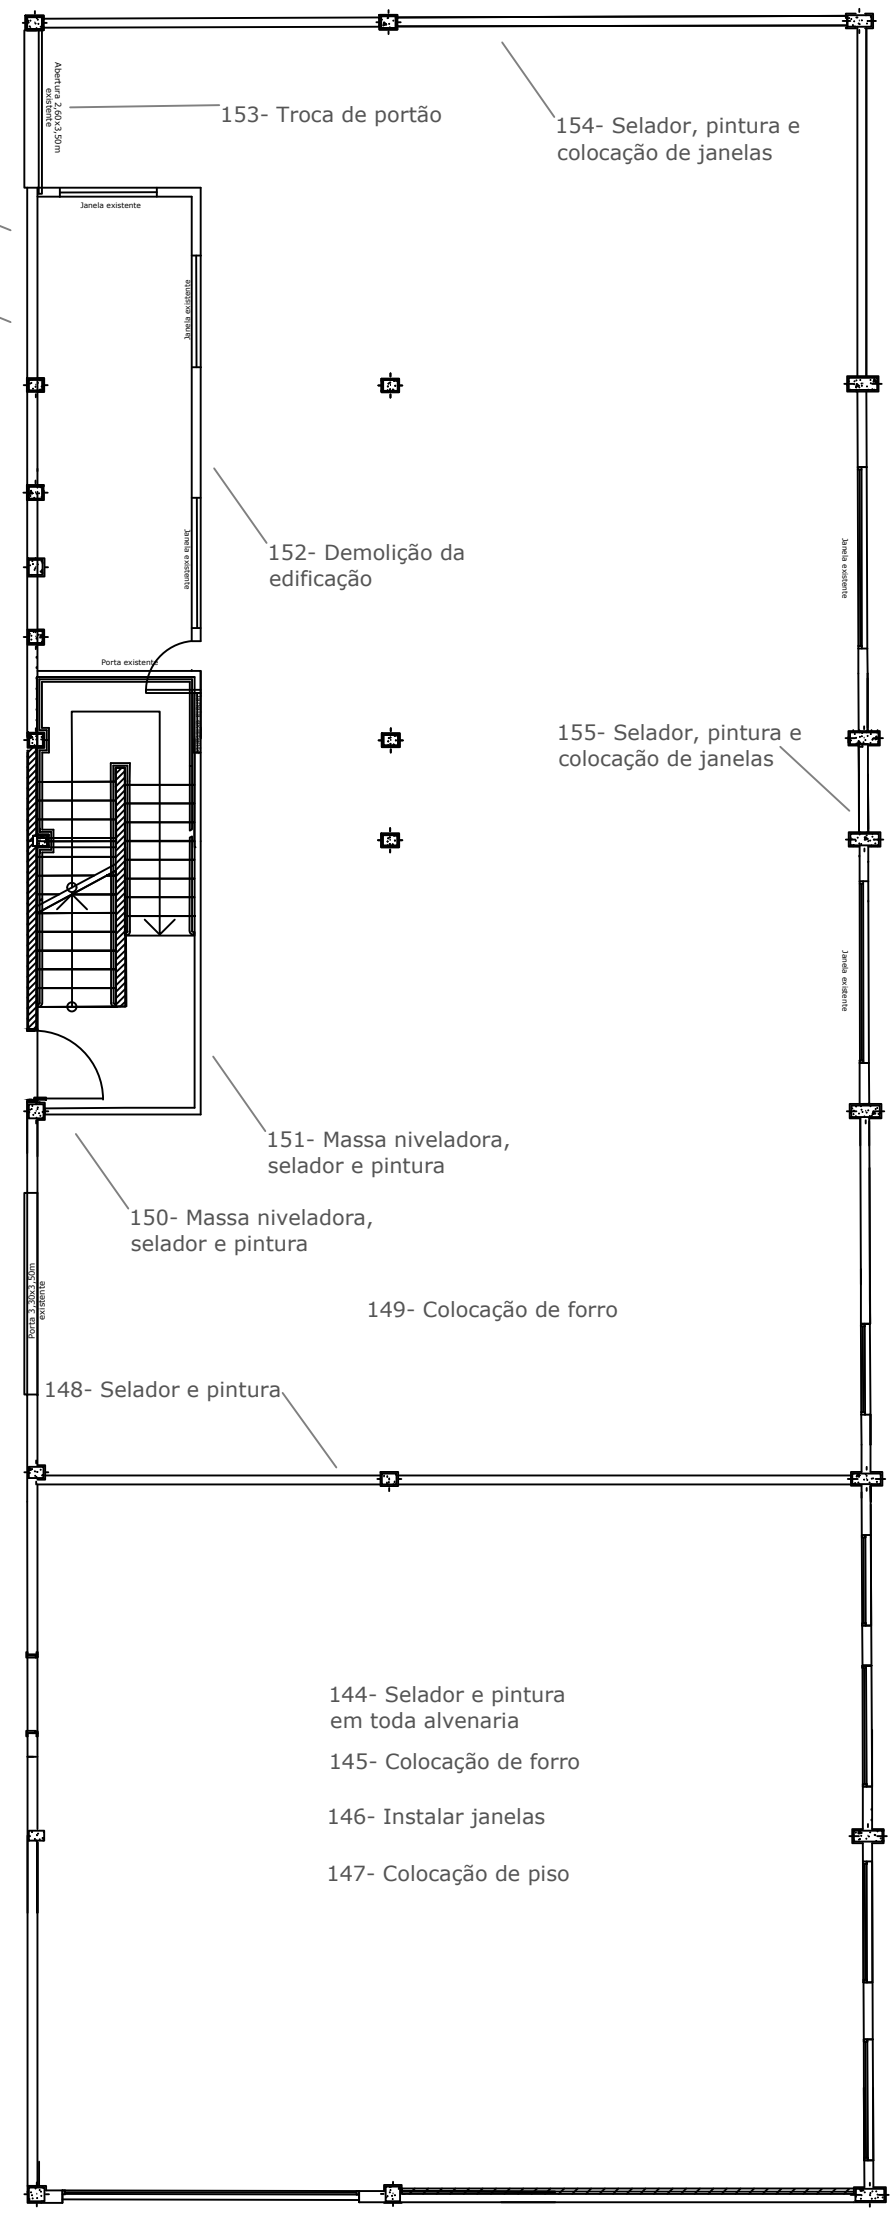 Abertura 2,60x3,50m
existente
153- Troca de portão
154- Selador, pintura e
colocação de janelas
Janela existente
Janela existente
152- Demolição da
edificação
Janela existente
Janela existente
Porta existente
155- Selador, pintura e
colocação de janelas
Janela existente
151- Massa niveladora,
selador e pintura
150- Massa niveladora,
selador e pintura
Porta 3,30x3,50m
existente
149- Colocação de forro
148- Selador e pintura
144- Selador e pintura
em toda alvenaria
145- Colocação de forro
146- Instalar janelas
147- Colocação de piso